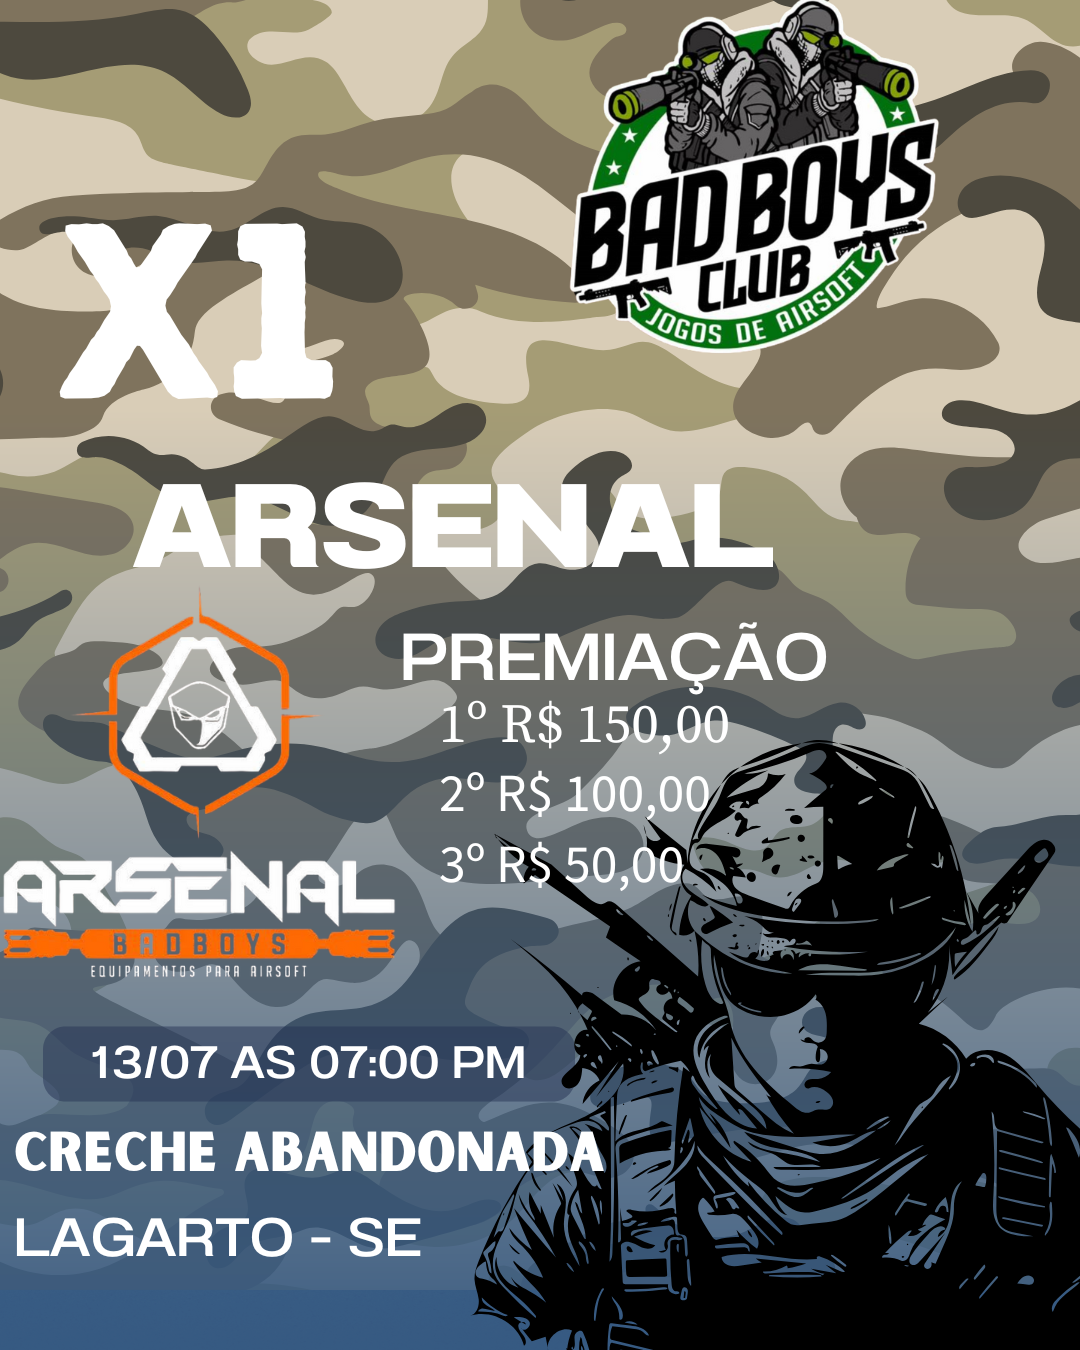 BAD BOYS
CLUB
JOGOS DE AIRSOFT
X1
ARSENAL
PREMIAÇÃO
1º R$ 150,00
2º R$ 100,00
3º R$ 50,00
ARSENAL
BADBOYS
EQUIPAMENTOS PARA AIRSOFT
13/07 AS 07:00 PM
CRECHE ABANDONADA
LAGARTO - SE